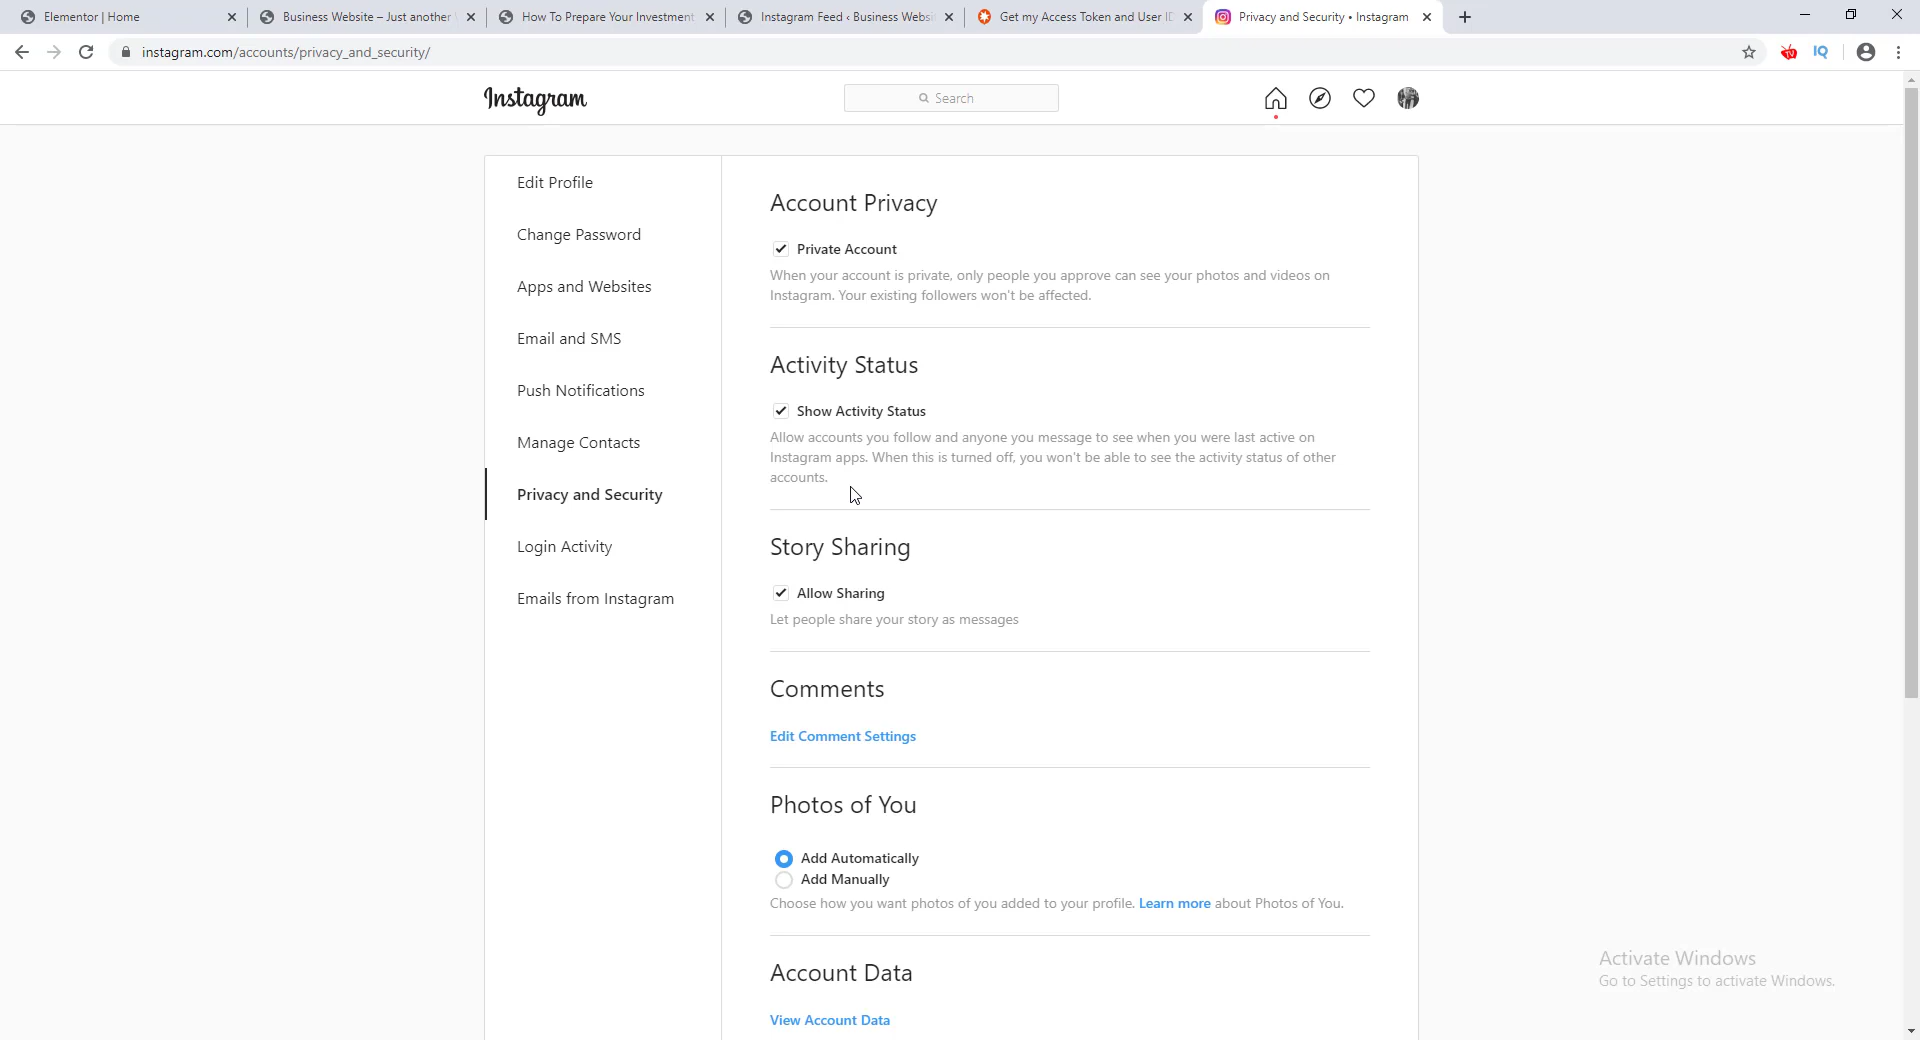 Elementor | Home
Business Website – Just another
How To Prepare Your Investment
Instagram Feed ‹ Business Websi
Get my Access Token and User ID
Privacy and Security • Instagram
instagram.com/accounts/privacy_and_security/
IQ
Instagram
Search
Edit Profile
Change Password
Apps and Websites
Email and SMS
Push Notifications
Manage Contacts
Privacy and Security
Login Activity
Emails from Instagram
Account Privacy
Private Account
When your account is private, only people you approve can see your photos and videos on
Instagram. Your existing followers won't be affected.
Activity Status
Show Activity Status
Allow accounts you follow and anyone you message to see when you were last active on
Instagram apps. When this is turned off, you won't be able to see the activity status of other
accounts.
Story Sharing
Allow Sharing
Let people share your story as messages
Comments
Edit Comment Settings
Photos of You
Add Automatically
Add Manually
Choose how you want photos of you added to your profile. Learn more about Photos of You.
Account Data
View Account Data
Activate Windows
Go to Settings to activate Windows.